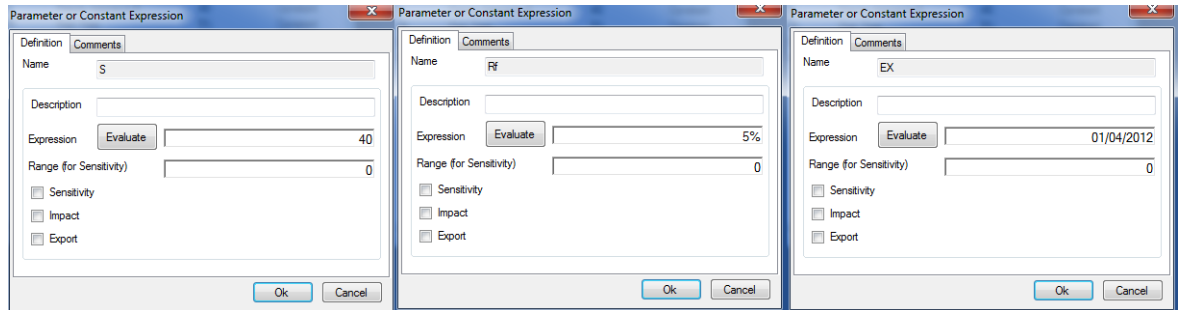 Parameter or Constant Expression
Definition Comments
Name S
Description
Expression Evaluate 40
Range (for Sensitivity) 0
Sensitivity
Impact
Export
Ok Cancel
Parameter or Constant Expression
Definition Comments
Name Rf
Description
Expression Evaluate 5%
Range (for Sensitivity) 0
Sensitivity
Impact
Export
Ok Cancel
Parameter or Constant Expression
Definition Comments
Name EX
Description
Expression Evaluate 01/04/2012
Range (for Sensitivity) 0
Sensitivity
Impact
Export
Ok Cancel